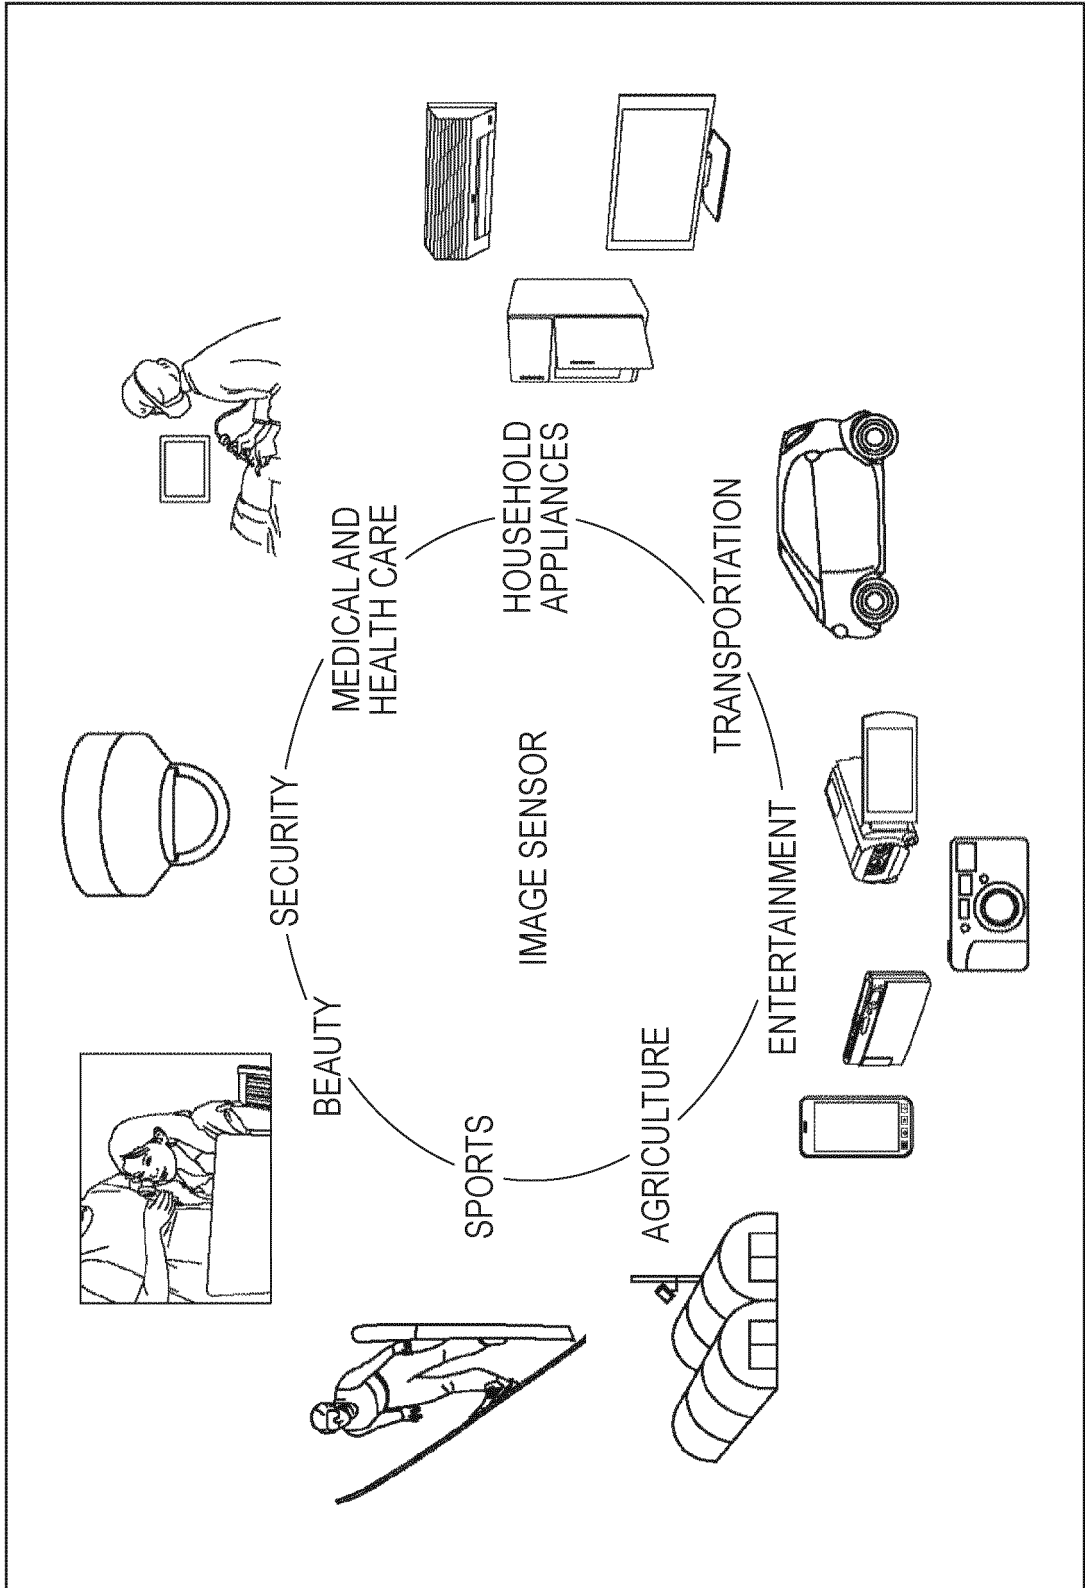 SECURITY
BEAUTY
MEDICAL AND
HEALTH CARE
SPORTS
IMAGE SENSOR
HOUSEHOLD
APPLIANCES
AGRICULTURE
TRANSPORTATION
ENTERTAINMENT